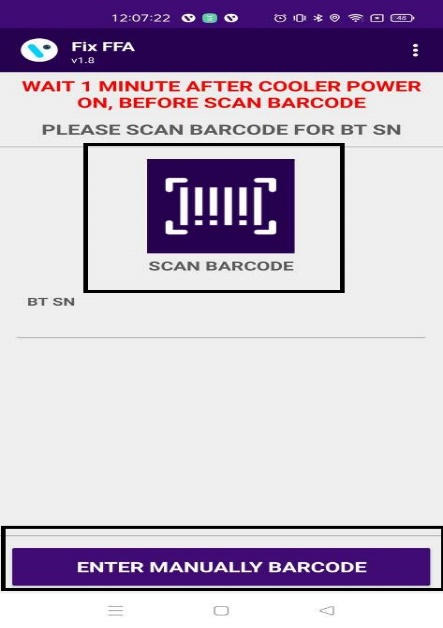 12:07:22
46
Fix FFA
v1.8
WAIT 1 MINUTE AFTER COOLER POWER
ON, BEFORE SCAN BARCODE
PLEASE SCAN BARCODE FOR BT SN
SCAN BARCODE
BT SN
ENTER MANUALLY BARCODE